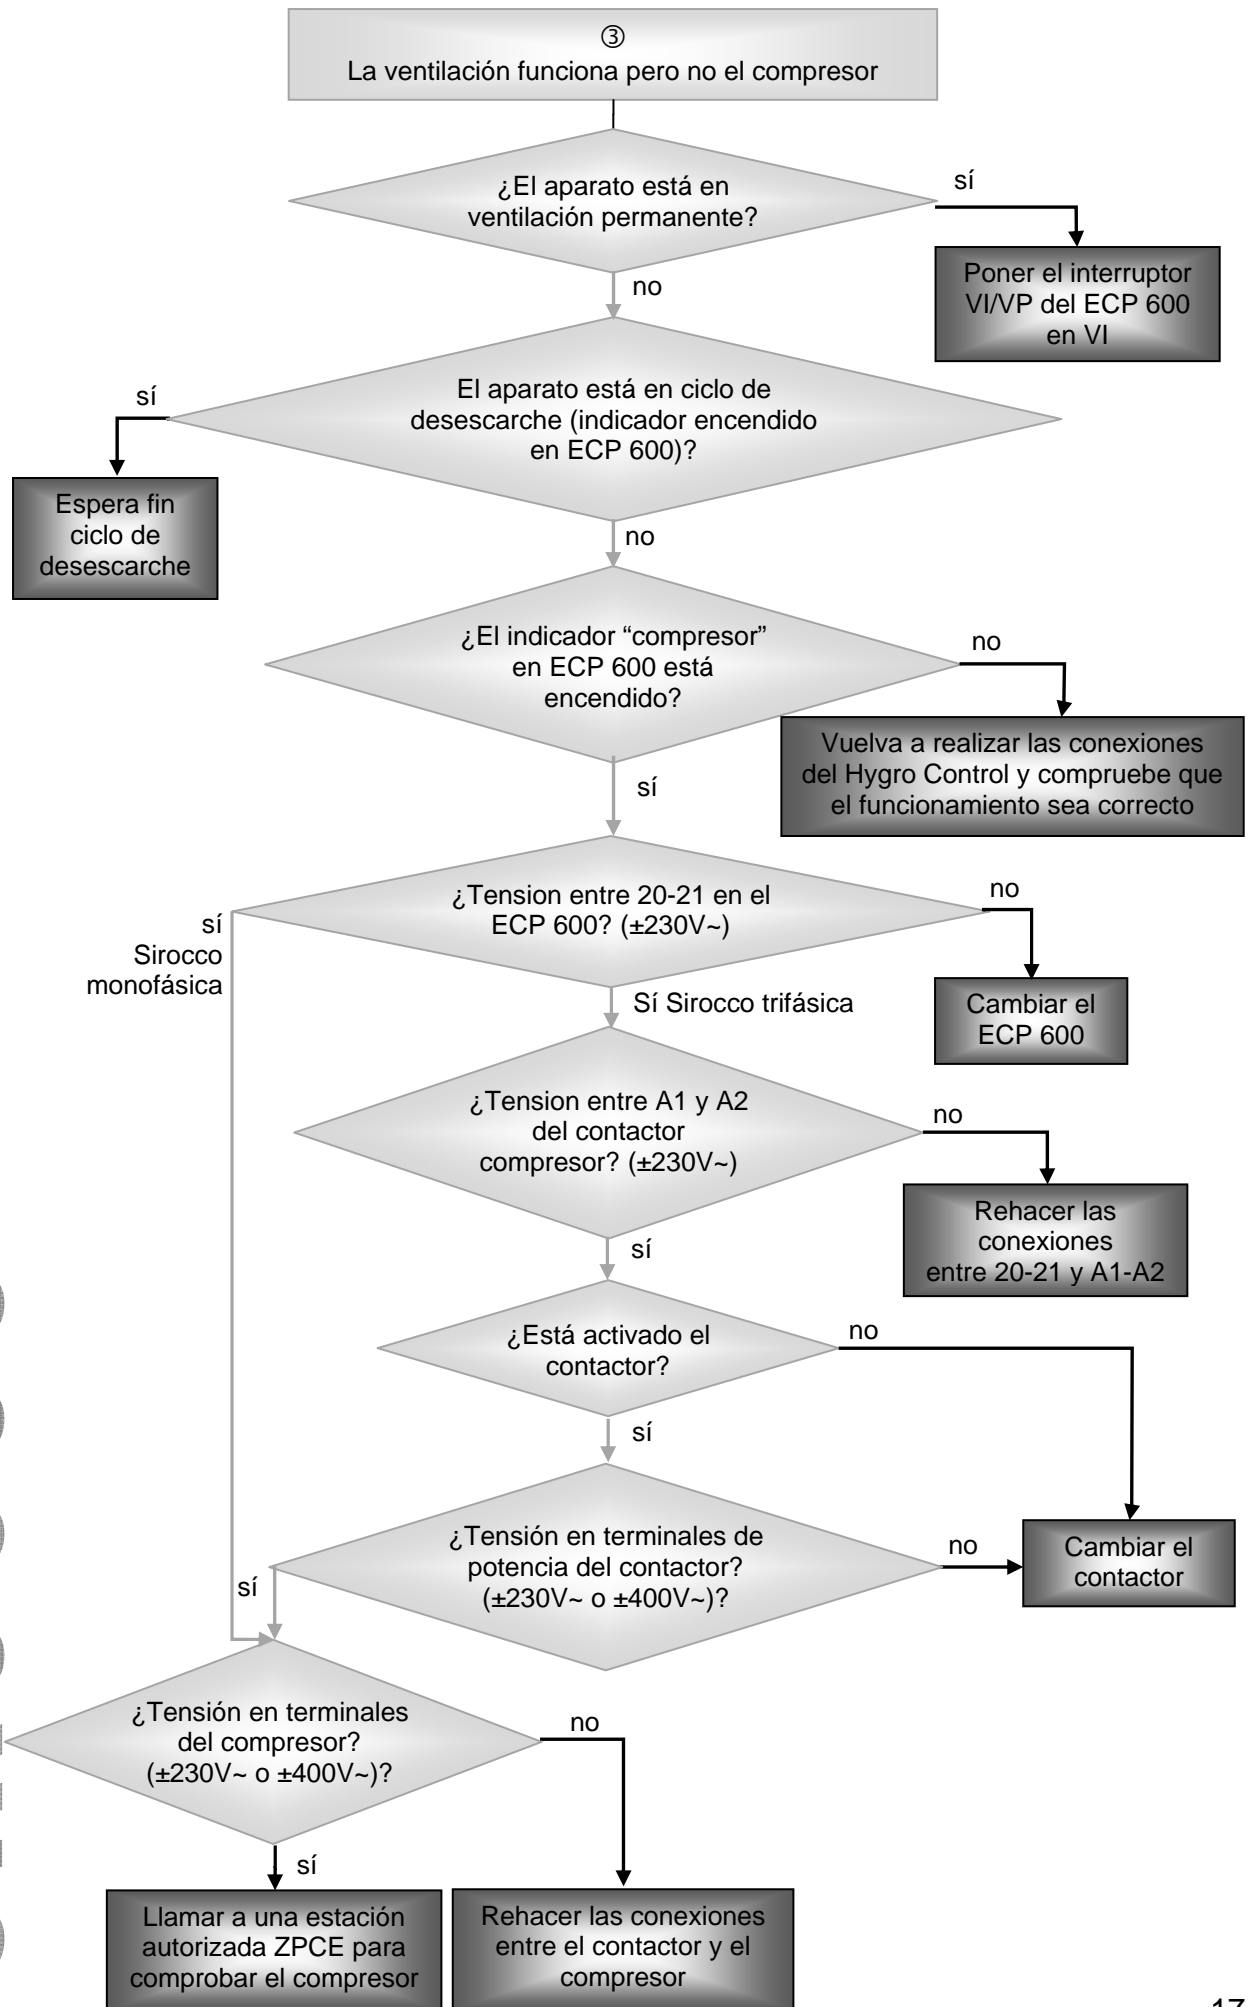 ③
La ventilación funciona pero no el compresor
¿El aparato está en
ventilación permanente?
sí
Poner el interruptor
VI/VP del ECP 600
en VI
no
El aparato está en ciclo de
desescarche (indicador encendido
en ECP 600)?
sí
Espera fin
ciclo de
desescarche
no
¿El indicador “compresor”
en ECP 600 está
encendido?
no
Vuelva a realizar las conexiones
del Hygro Control y compruebe que
el funcionamiento sea correcto
sí
¿Tension entre 20-21 en el
ECP 600? (±230V~)
no
Cambiar el
ECP 600
sí
Sirocco
monofásica
Sí Sirocco trifásica
¿Tension entre A1 y A2
del contactor
compresor? (±230V~)
no
Rehacer las
conexiones
entre 20-21 y A1-A2
sí
¿Está activado el
contactor?
no
sí
¿Tensión en terminales de
potencia del contactor?
(±230V~ o ±400V~)?
no
Cambiar el
contactor
sí
¿Tensión en terminales
del compresor?
(±230V~ o ±400V~)?
no
sí
Llamar a una estación
autorizada ZPCE para
comprobar el compresor
Rehacer las conexiones
entre el contactor y el
compresor